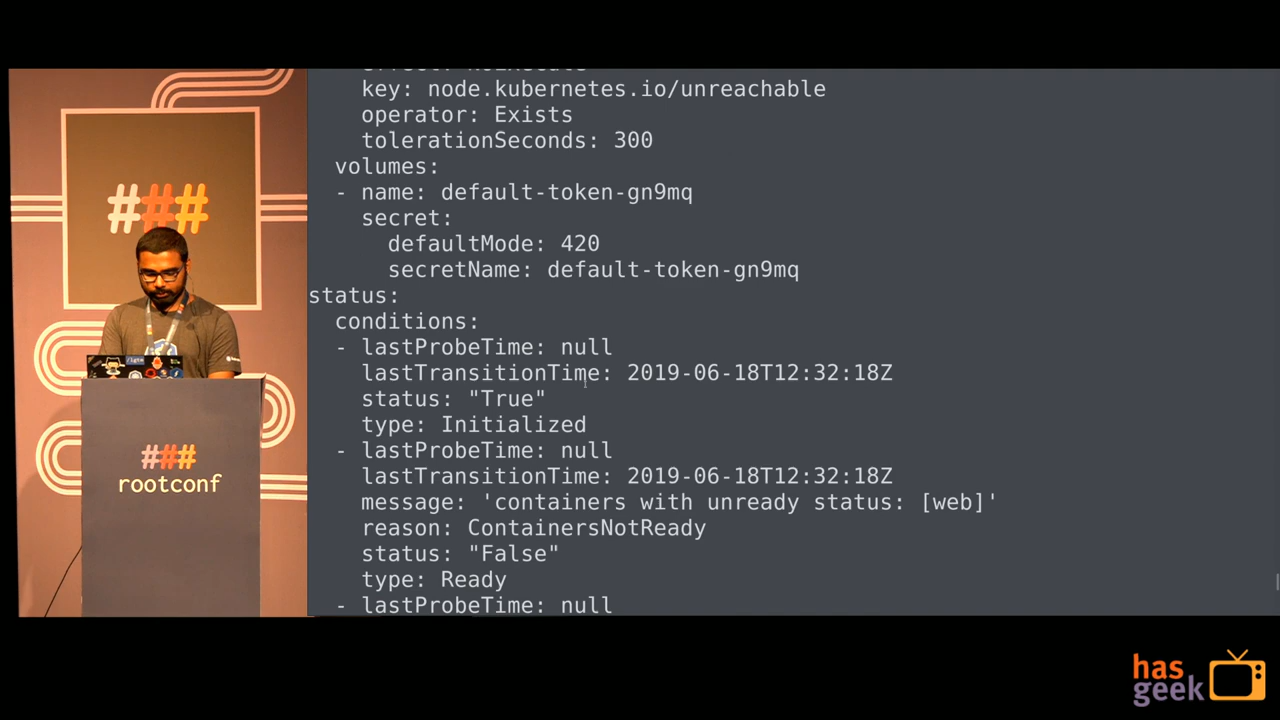 ###
/lgtm
###
rootconf
key: node.kubernetes.io/unreachable
operator: Exists
tolerationSeconds: 300
volumes:
- name: default-token-gn9mq
secret:
defaultMode: 420
secretName: default-token-gn9mq
status:
conditions:
- lastProbeTime: null
lastTransitionTime: 2019-06-18T12:32:18Z
status: "True"
type: Initialized
- lastProbeTime: null
lastTransitionTime: 2019-06-18T12:32:18Z
message: 'containers with unready status: [web]'
reason: ContainersNotReady
status: "False"
type: Ready
- lastProbeTime: null
has
geek